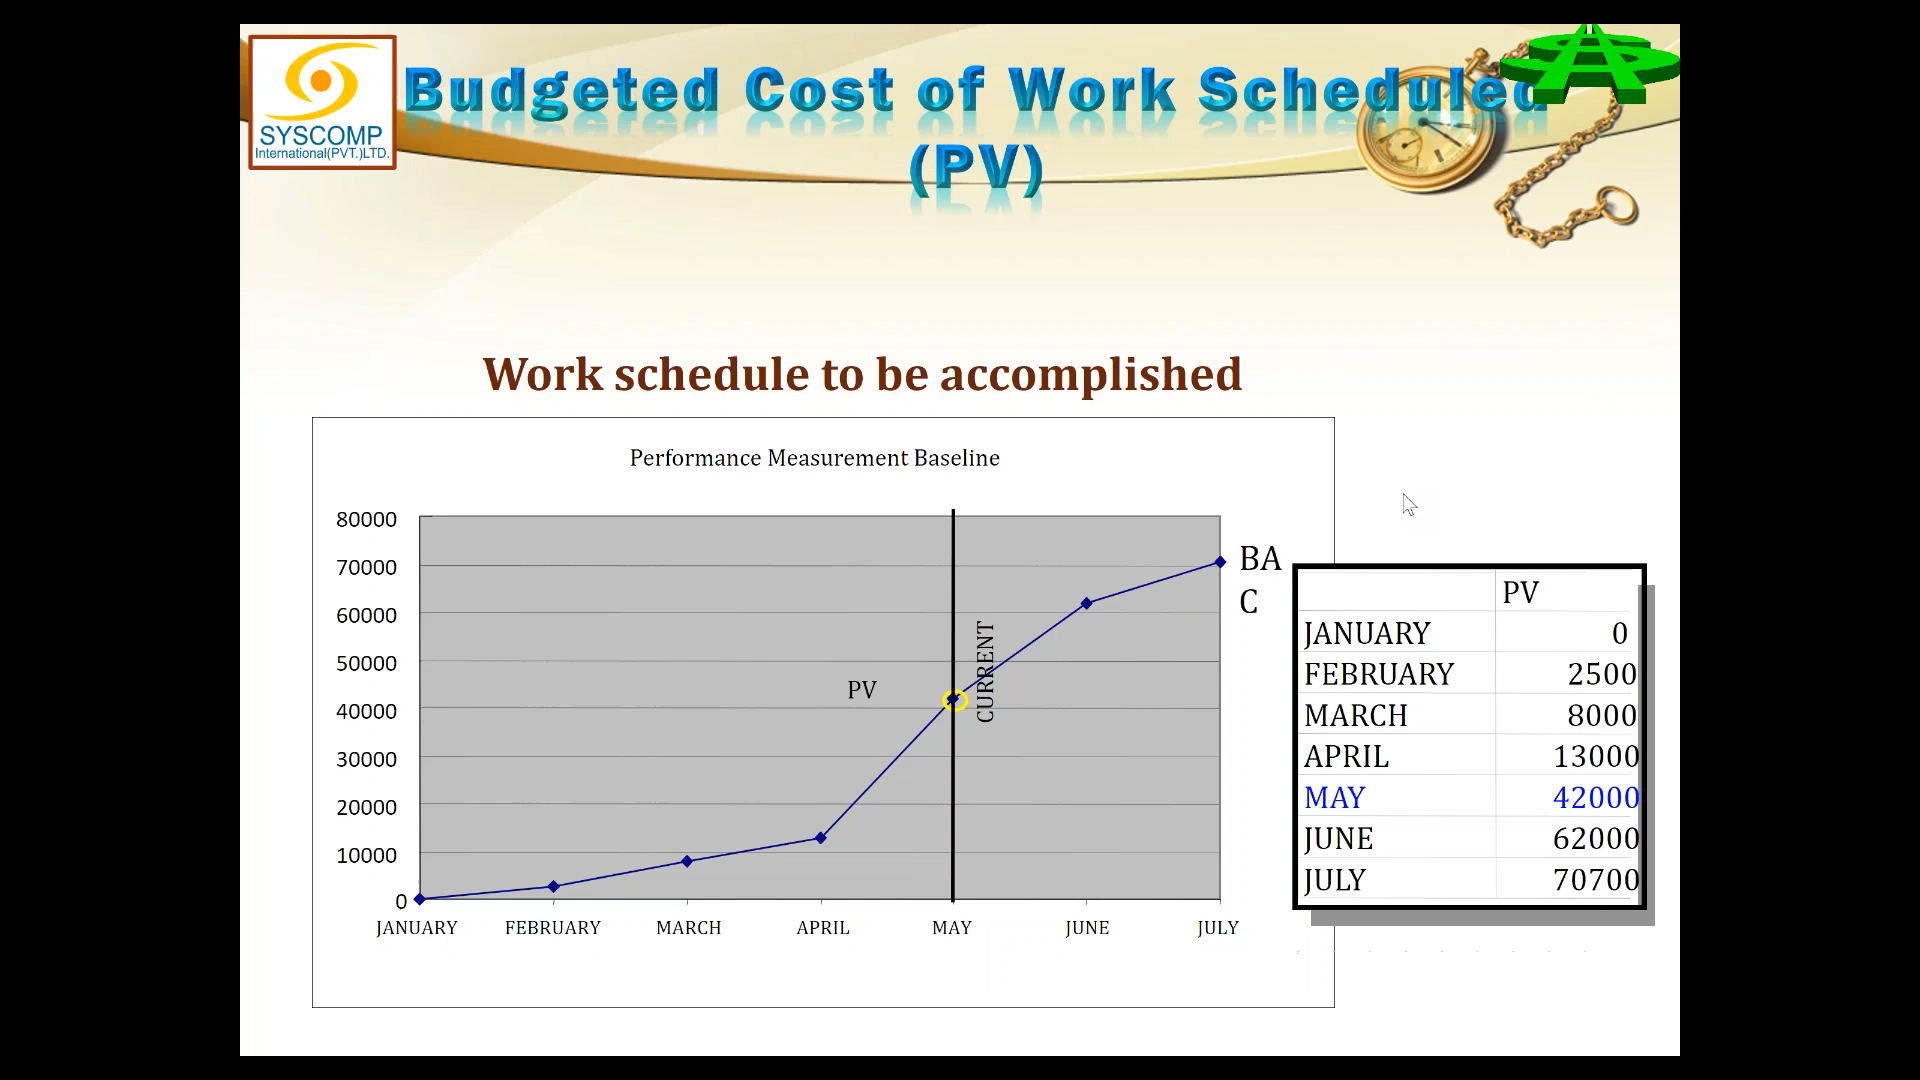 SYSCOMP
International(PVT.)LTD.
Budgeted Cost of Work Scheduled
(PV)
Work schedule to be accomplished
Performance Measurement Baseline
80000
70000
60000
50000
40000
30000
20000
10000
0
PV
CURRENT
BA
C
JANUARY FEBRUARY MARCH APRIL MAY JUNE JULY
PV
JANUARY 0
FEBRUARY 2500
MARCH 8000
APRIL 13000
MAY 42000
JUNE 62000
JULY 70700